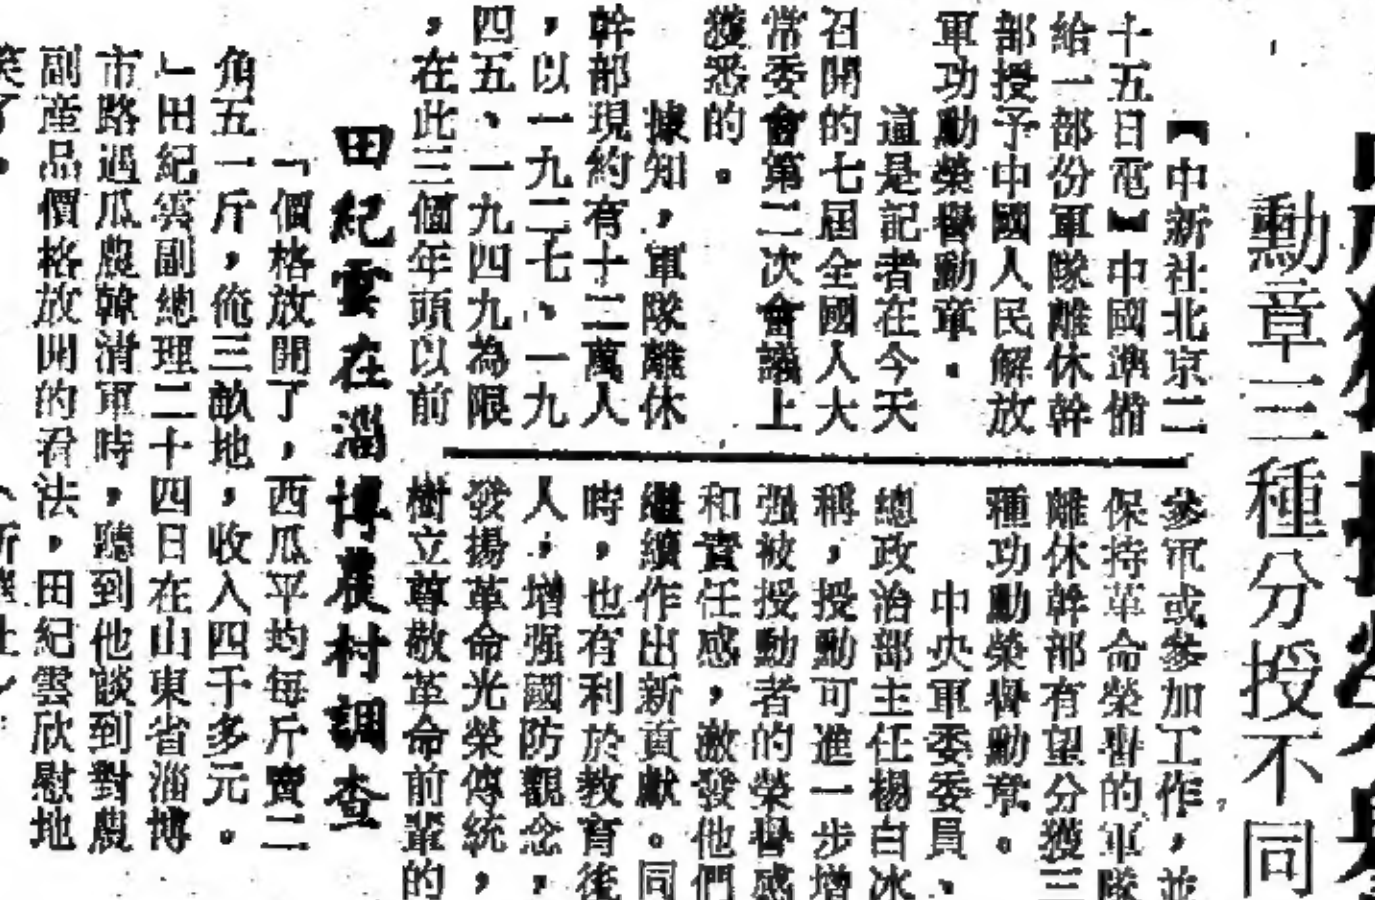 勳章三種分授不同
【中新社北京二
十五日電】中國準備
給一部份軍隊離休幹
部授予中國人民解放
軍功勳榮譽勳章。
這是記者在今天
召開的七屆全國人大
常委會第二次會議上
獲悉的。
據知，軍隊離休
幹部現約有十二萬人
，以一九二七、一九
四五、一九四九為限
，在此三個年頭以前
參軍或參加工作，並
保持革命榮譽的軍隊
離休幹部有望分獲三
種功勳榮譽勳章。
中央軍委委員、
總政治部主任楊白冰
稱，授勳可進一步增
强被授勳者的榮譽感
和責任感，激發他們
繼續作出新貢獻。同
時，也有利於教育後
人，增强國防觀念，
發揚革命光榮傳統，
樹立尊敬革命前輩的
田紀雲在淄博農村調查
「價格放開了，西瓜平均每斤賣二
角五一斤，俺三畝地，收入四千多元。
」田紀雲副總理二十四日在山東省淄博
市路過瓜農韓清軍時，聽到他談到對農
副產品價格放開的看法，田紀雲欣慰地
笑了。